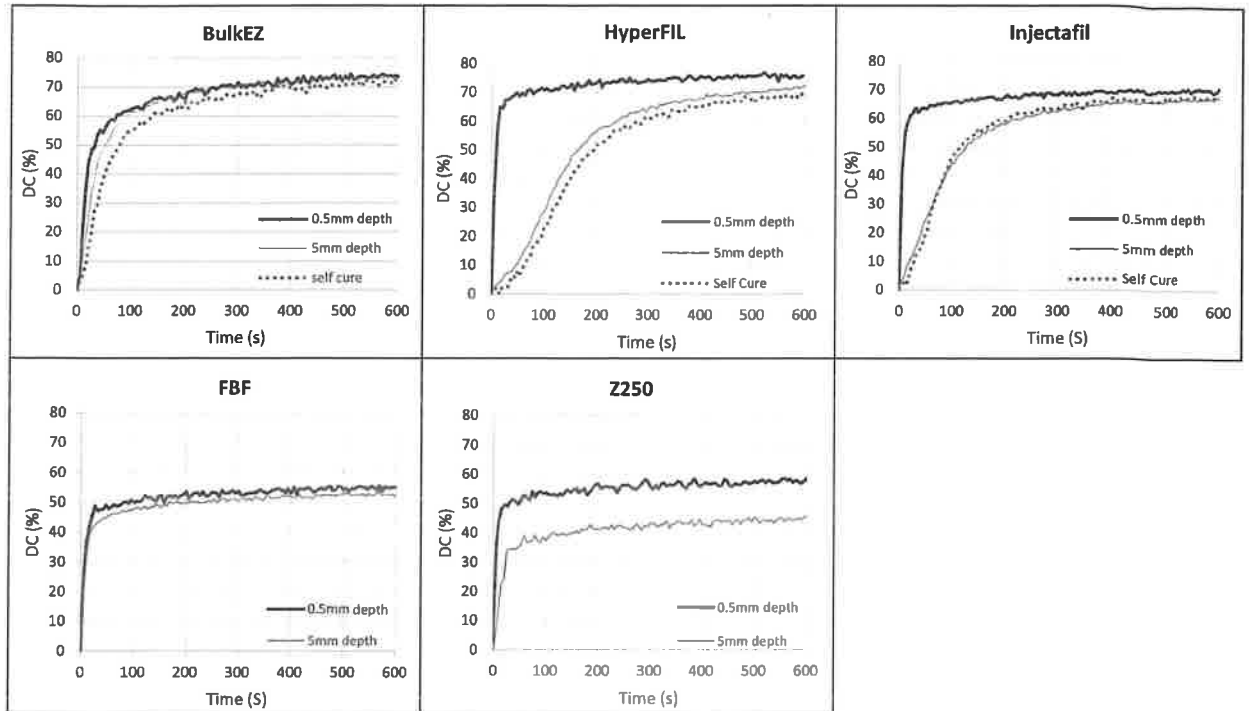 BulkEZ
80
70
60
50
40
30
20
10
0
DC (%)
0.5mm depth
5mm depth
self cure
0 100 200 300 400 500 600
Time (s)
HyperFIL
80
70
60
50
40
30
20
10
0
DC (%)
0.5mm depth
5mm depth
Self Cure
0 100 200 300 400 500 600
Time (s)
Injectafil
80
70
60
50
40
30
20
10
0
DC (%)
0.5mm depth
5mm depth
Self Cure
0 100 200 300 400 500 600
Time (S)
FBF
80
70
60
50
40
30
20
10
0
DC (%)
0.5mm depth
5mm depth
0 100 200 300 400 500 600
Time (S)
Z250
80
70
60
50
40
30
20
10
0
DC (%)
0.5mm depth
5mm depth
0 100 200 300 400 500 600
Time (s)